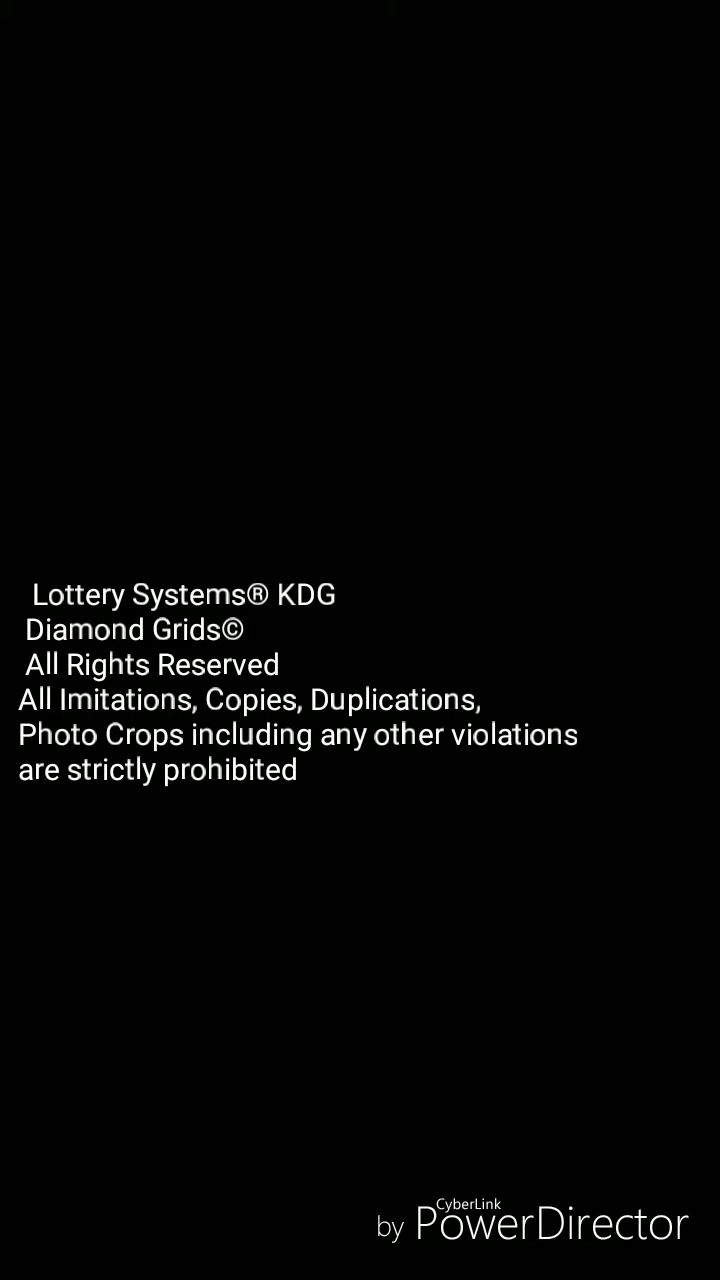 Lottery Systems® KDG
Diamond Grids©
All Rights Reserved
All Imitations, Copies, Duplications,
Photo Crops including any other violations
are strictly prohibited
CyberLink
by PowerDirector